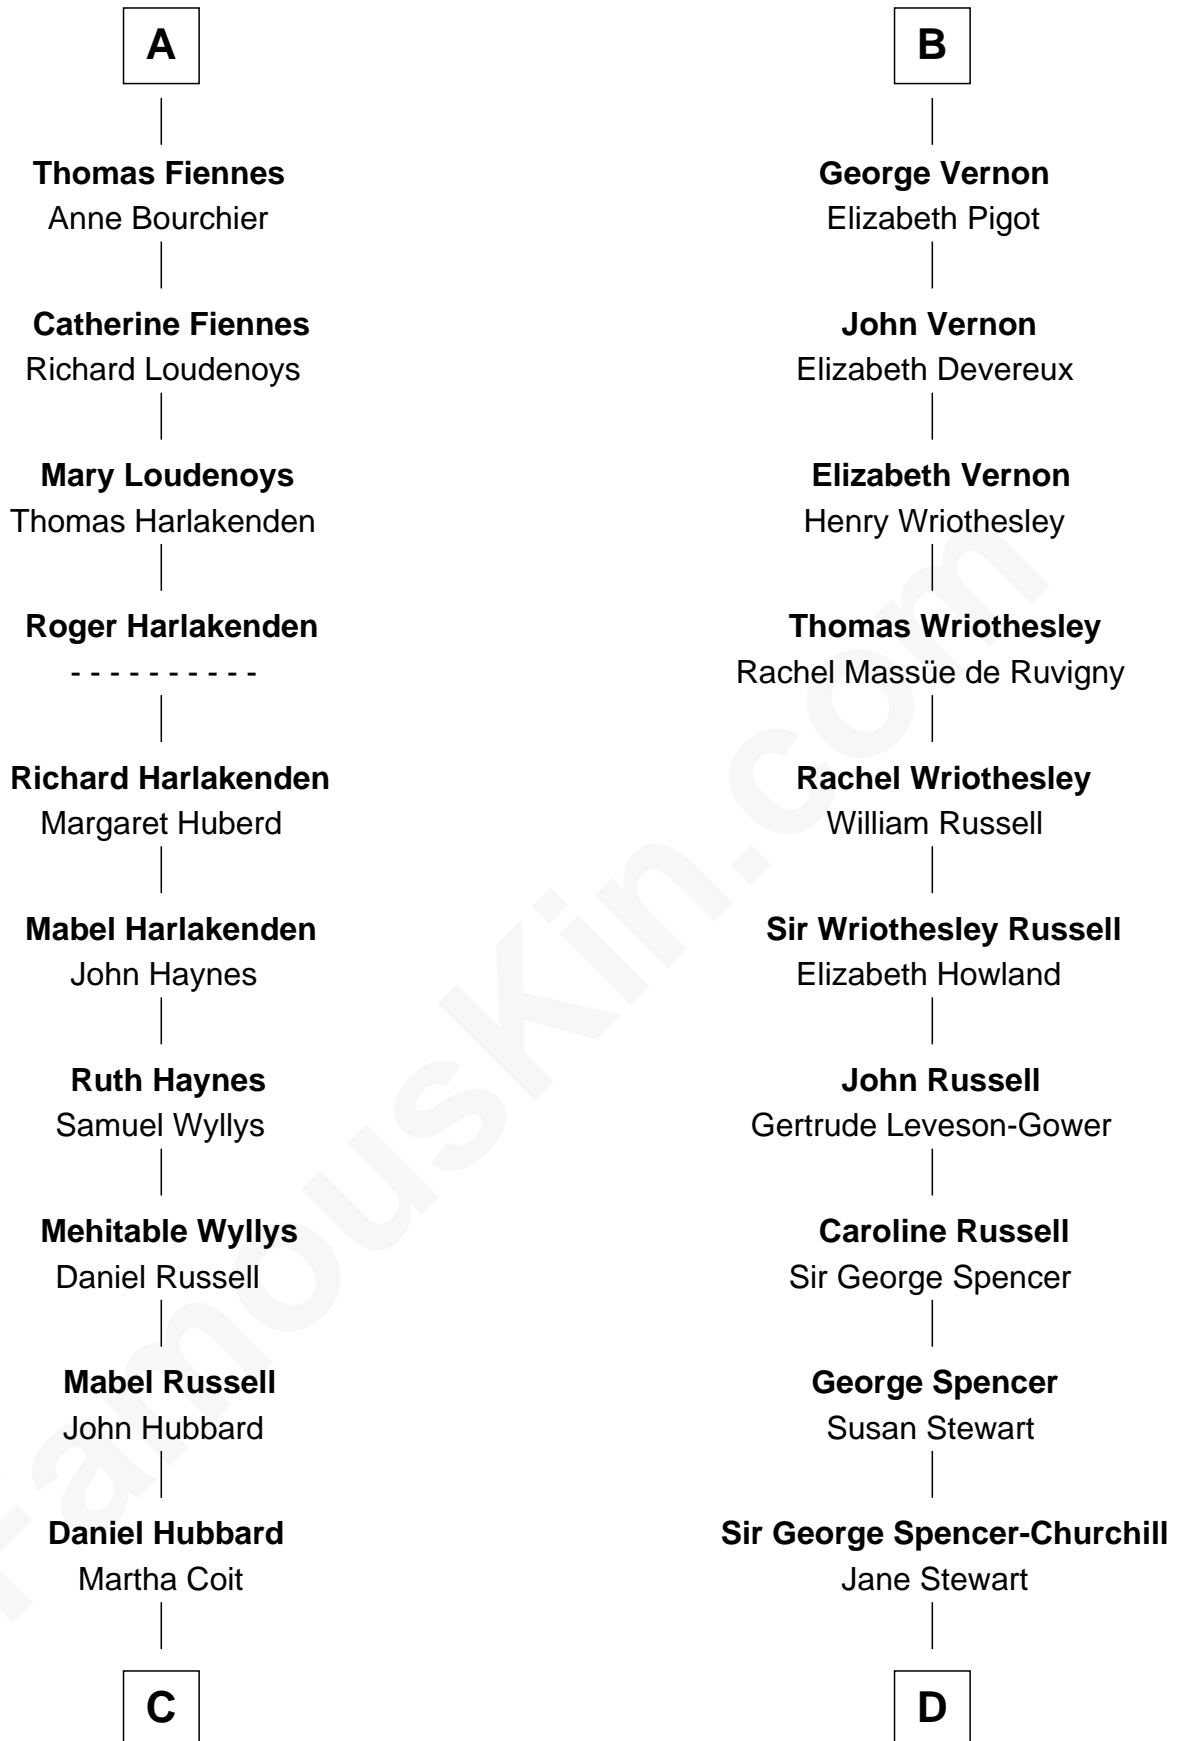 A
Thomas Fiennes
Anne Bourchier
Catherine Fiennes
Richard Loudenoys
Mary Loudenoys
Thomas Harlakenden
Roger Harlakenden
- - - - - - - - - -
Richard Harlakenden
Margaret Huberd
Mabel Harlakenden
John Haynes
Ruth Haynes
Samuel Wyllys
Mehitable Wyllys
Daniel Russell
Mabel Russell
John Hubbard
Daniel Hubbard
Martha Coit
C
B
George Vernon
Elizabeth Pigot
John Vernon
Elizabeth Devereux
Elizabeth Vernon
Henry Wriothesley
Thomas Wriothesley
Rachel Massüe de Ruvigny
Rachel Wriothesley
William Russell
Sir Wriothesley Russell
Elizabeth Howland
John Russell
Gertrude Leveson-Gower
Caroline Russell
Sir George Spencer
George Spencer
Susan Stewart
Sir George Spencer-Churchill
Jane Stewart
D
FamousKin.com